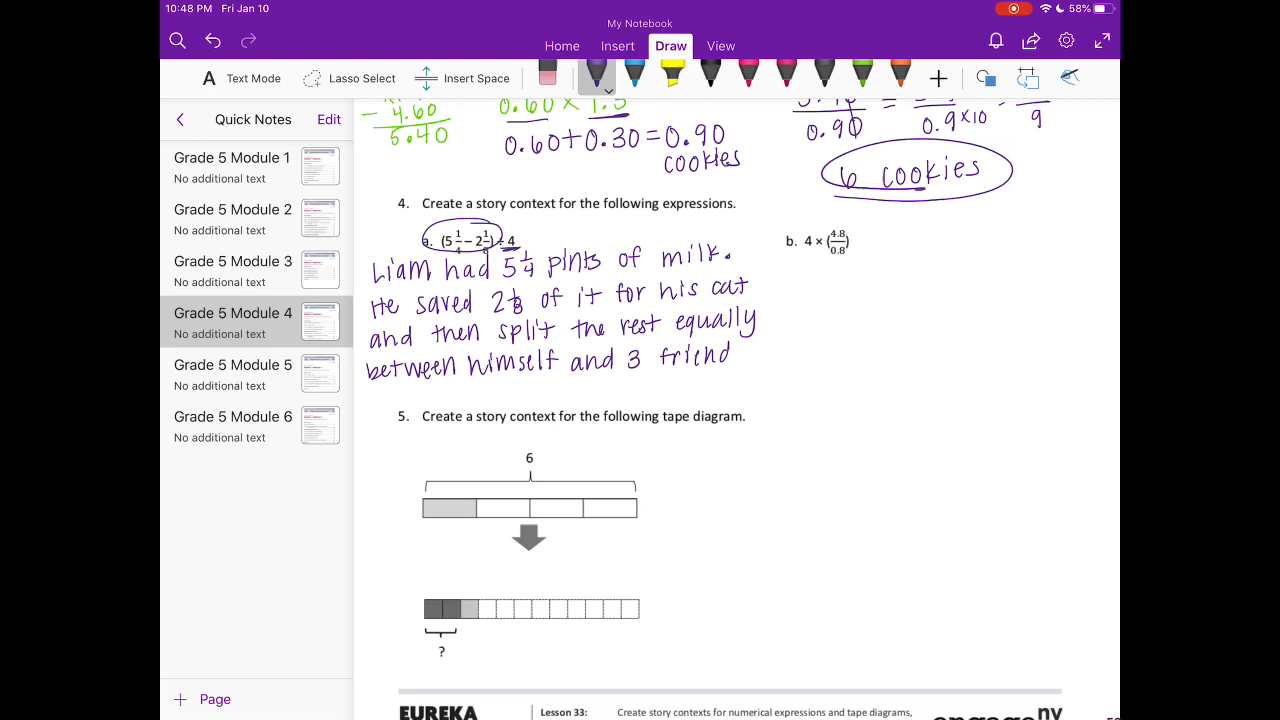 10:48 PM Fri Jan 10
58%
My Notebook
Home Insert Draw View
Text Mode
Lasso Select
Insert Space
Quick Notes Edit
Grade 5 Module 1
No additional text
Grade 5 Module 2
No additional text
Grade 5 Module 3
No additional text
Grade 5 Module 4
No additional text
Grade 5 Module 5
No additional text
Grade 5 Module 6
No additional text
Page
- 4.60
5.40
0.60 × 1.5
0.60 + 0.30 = 0.90
cookies
0.90
=
0.9 × 10
9
6 cookies
4. Create a story context for the following expressions.
a. (5 1/4 − 2 1/8) ÷ 4
b. 4 × (4.8/0.8)
Liam had 5 1/4 pints of milk.
He saved 2 1/8 of it for his cat
and then split the rest equally
between himself and 3 friend
5. Create a story context for the following tape diagram.
6
?
EUREKA
Lesson 33: Create story contexts for numerical expressions and tape diagrams,
engage ny